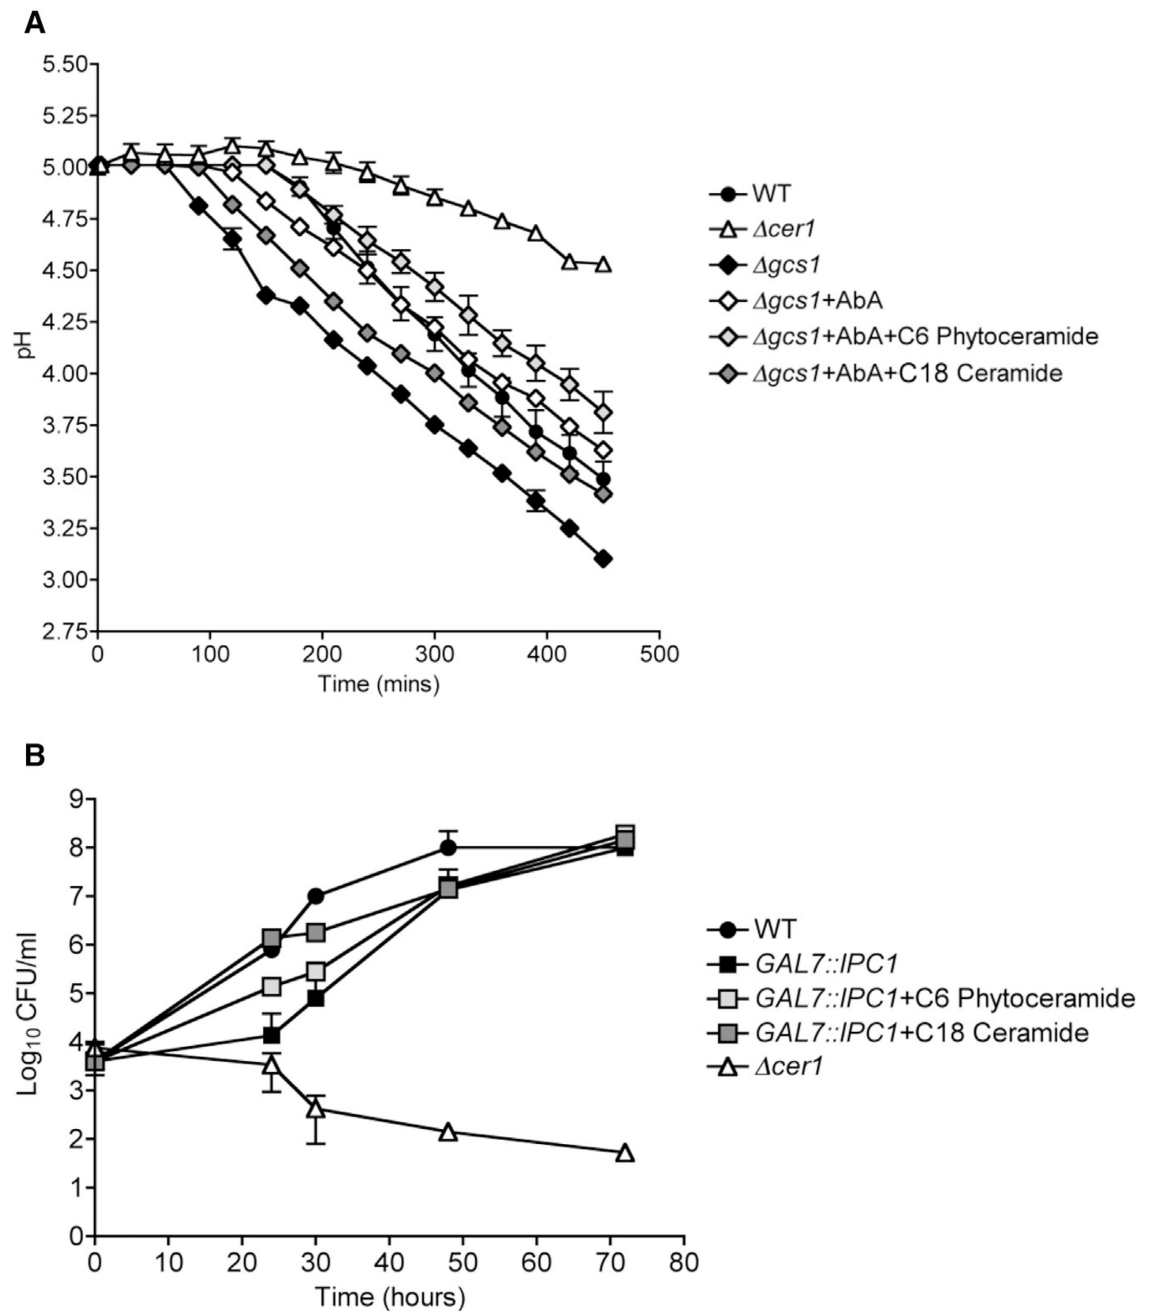 A
5.50
5.25
5.00
4.75
4.50
4.25
4.00
3.75
3.50
3.25
3.00
2.75
pH
0 100 200 300 400 500
Time (mins)
WT
Δcer1
Δgcs1
Δgcs1+AbA
Δgcs1+AbA+C6 Phytoceramide
Δgcs1+AbA+C18 Ceramide
B
9
8
7
6
5
4
3
2
1
0
Log10 CFU/ml
0 10 20 30 40 50 60 70 80
Time (hours)
WT
GAL7::IPC1
GAL7::IPC1+C6 Phytoceramide
GAL7::IPC1+C18 Ceramide
Δcer1